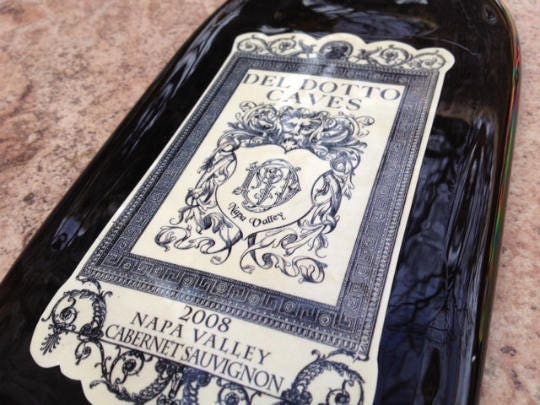 DEL DOTTO
CAVES
Napa Valley
2008
NAPA VALLEY
CABERNET SAUVIGNON